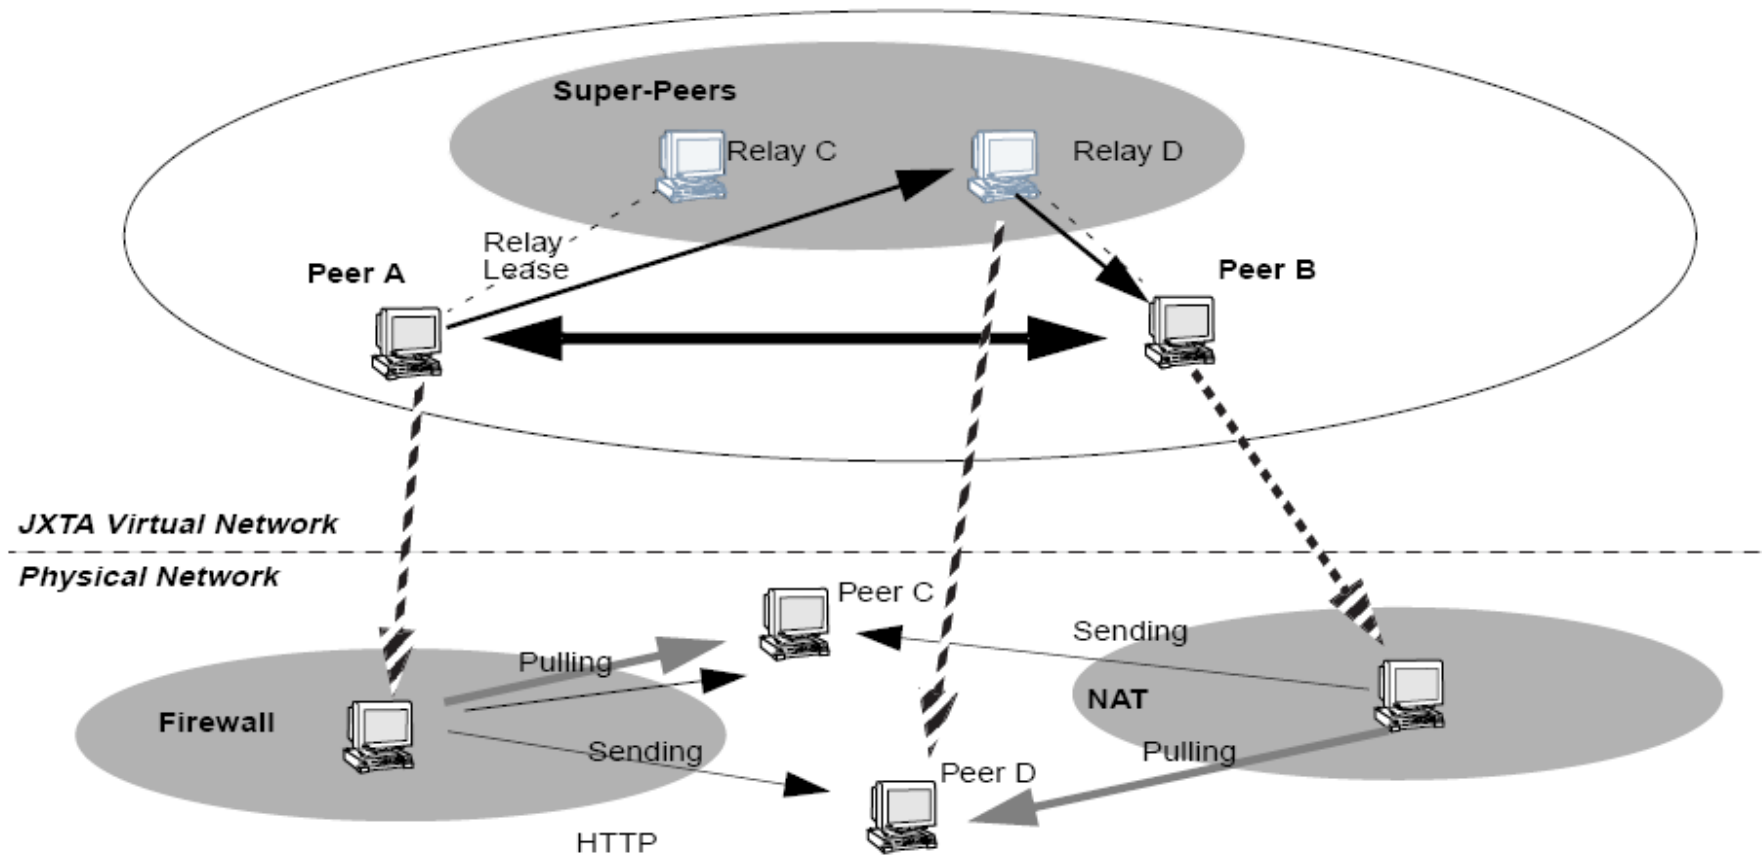 Super-Peers
Relay C
Relay D
Relay
Lease
Peer A
Peer B
JXTA Virtual Network
Physical Network
Peer C
Sending
Pulling
Firewall
NAT
Sending
Pulling
Peer D
HTTP